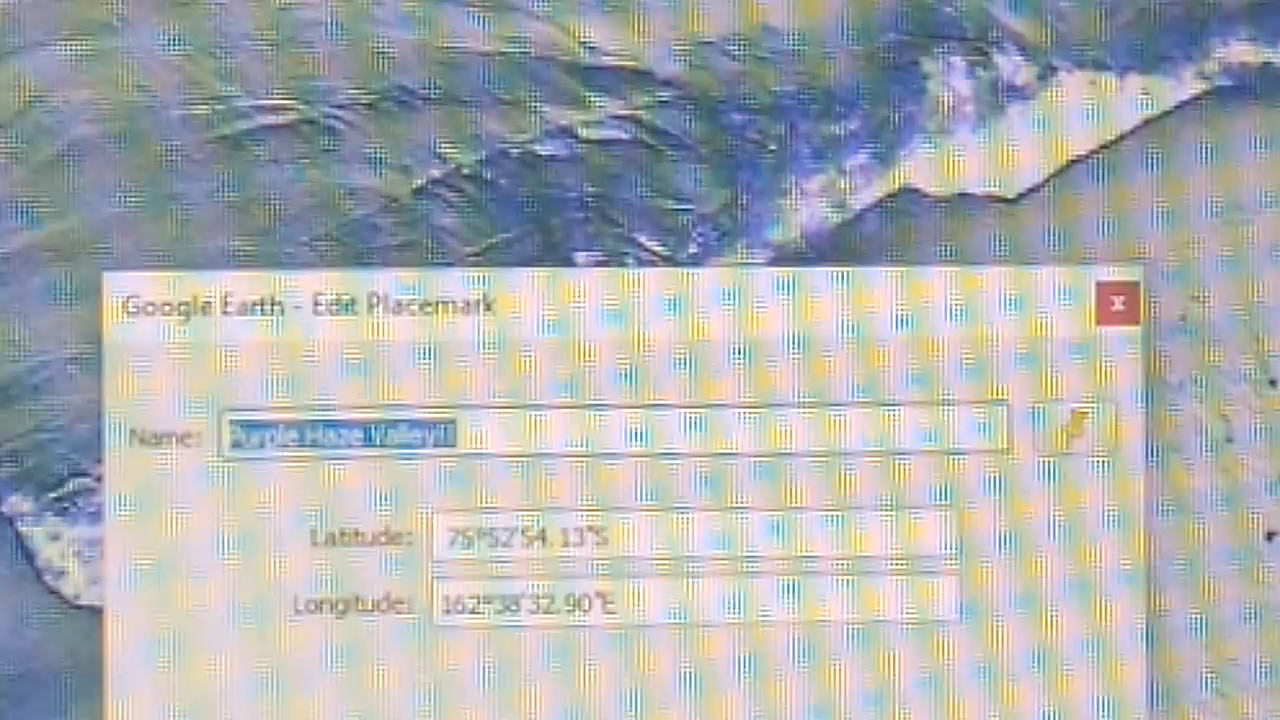 Google Earth - Edit Placemark
x
Name: Purple Haze Valley!!
Latitude: 75°52'54.13"S
Longitude: 162°38'32.90"E